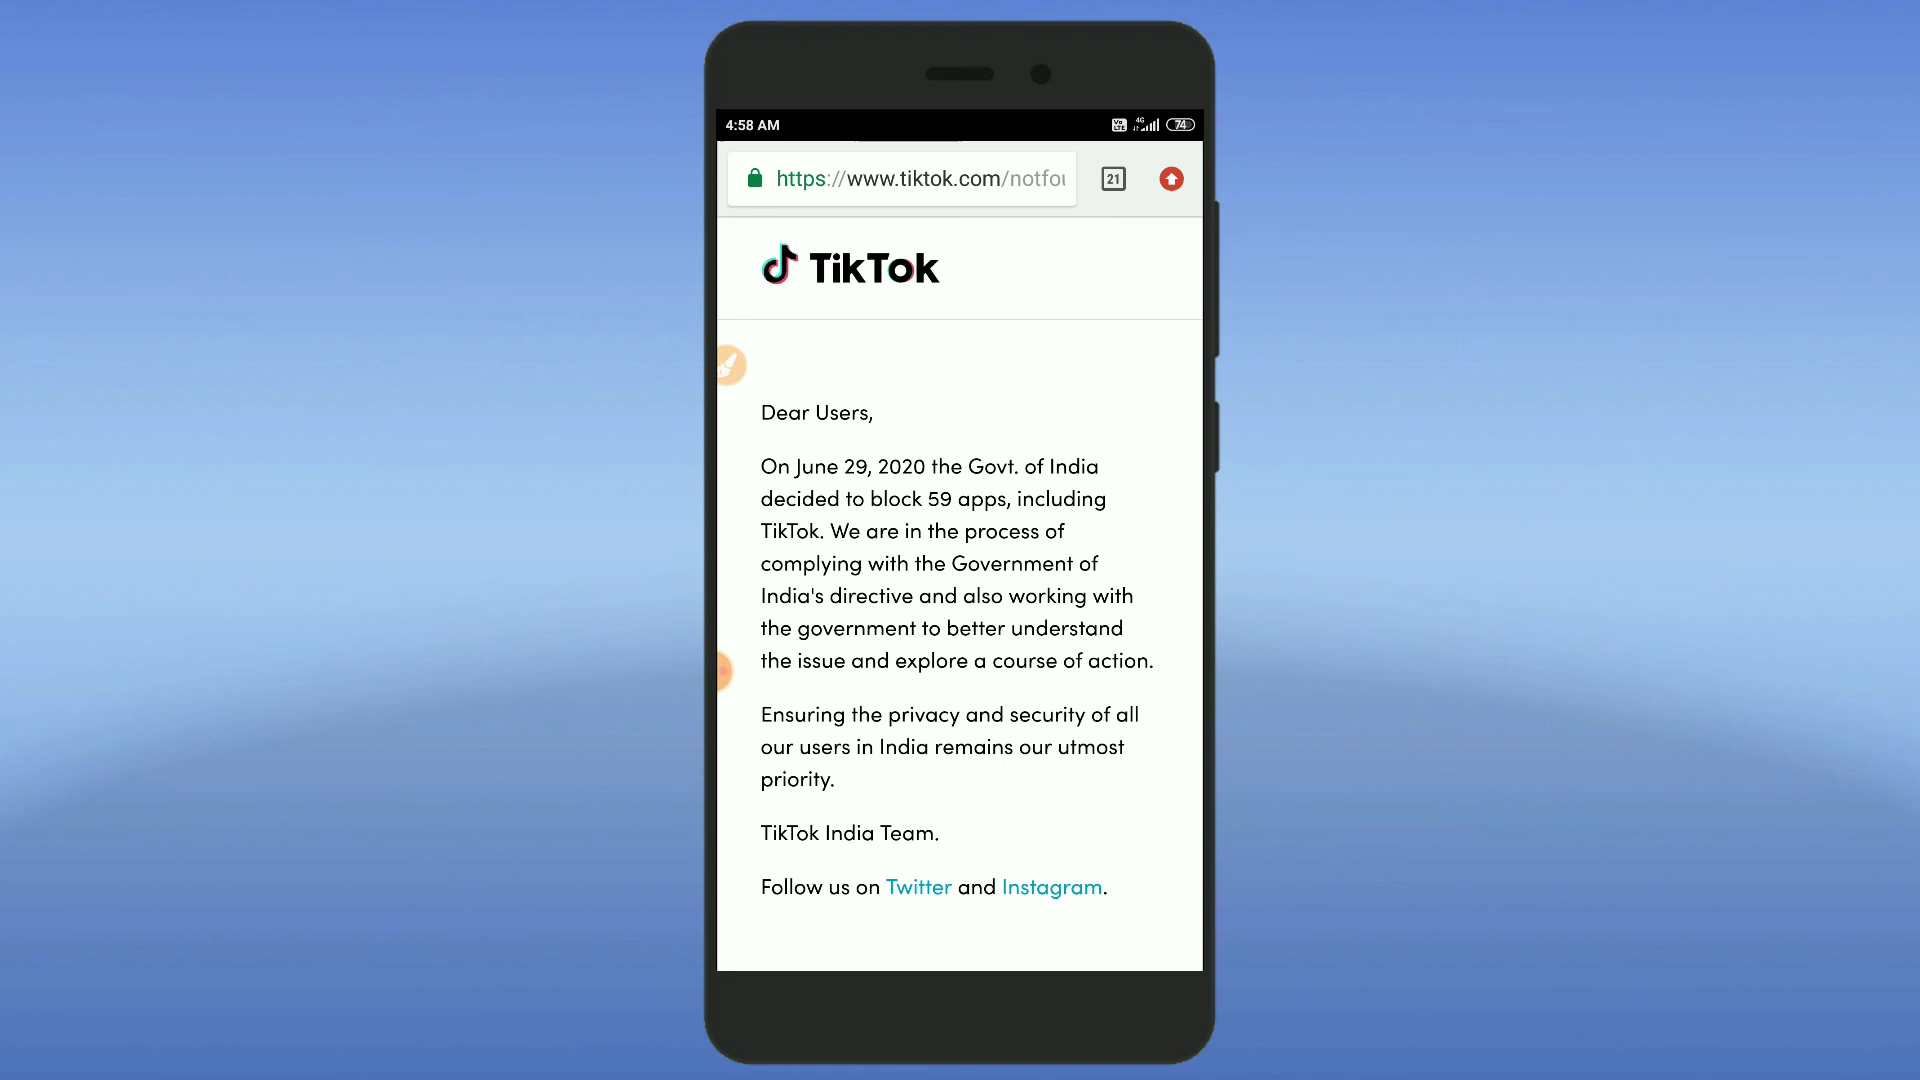 4:58 AM
Vo LTE 4G 74
https://www.tiktok.com/notfou
21
TikTok
Dear Users,
On June 29, 2020 the Govt. of India
decided to block 59 apps, including
TikTok. We are in the process of
complying with the Government of
India's directive and also working with
the government to better understand
the issue and explore a course of action.
Ensuring the privacy and security of all
our users in India remains our utmost
priority.
TikTok India Team.
Follow us on Twitter and Instagram.